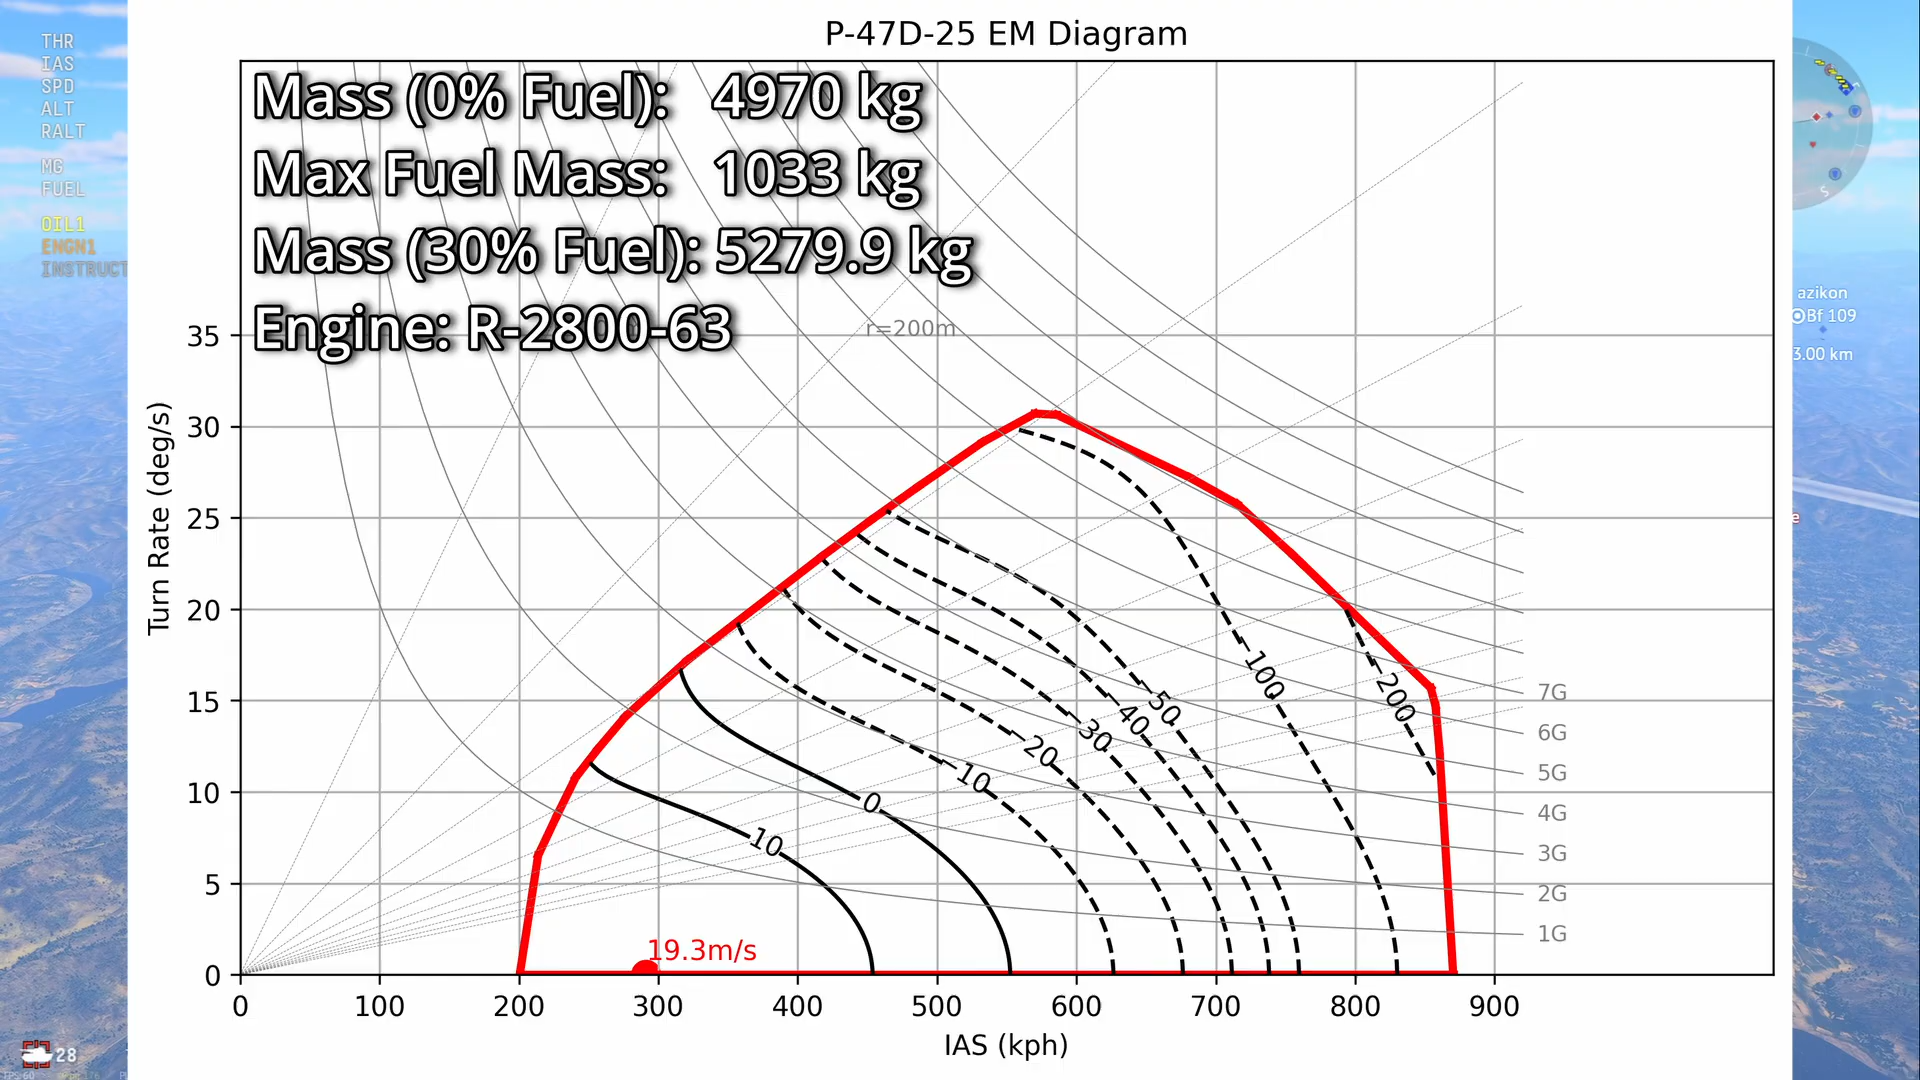 P-47D-25 EM Diagram
THR
IAS
SPD
ALT
RALT
MG
FUEL
OIL1
ENGN1
INSTRUCT
Mass (0% Fuel): 4970 kg
Max Fuel Mass: 1033 kg
Mass (30% Fuel): 5279.9 kg
Engine: R-2800-63
r=200m
azikon
Bf 109
3.00 km
e
S
Turn Rate (deg/s)
35
30
25
20
15
10
5
0
10
0
-10
-20
-30
-40
-50
-100
-200
7G
6G
5G
4G
3G
2G
1G
19.3m/s
0 100 200 300 400 500 600 700 800 900
IAS (kph)
28
FPS:60